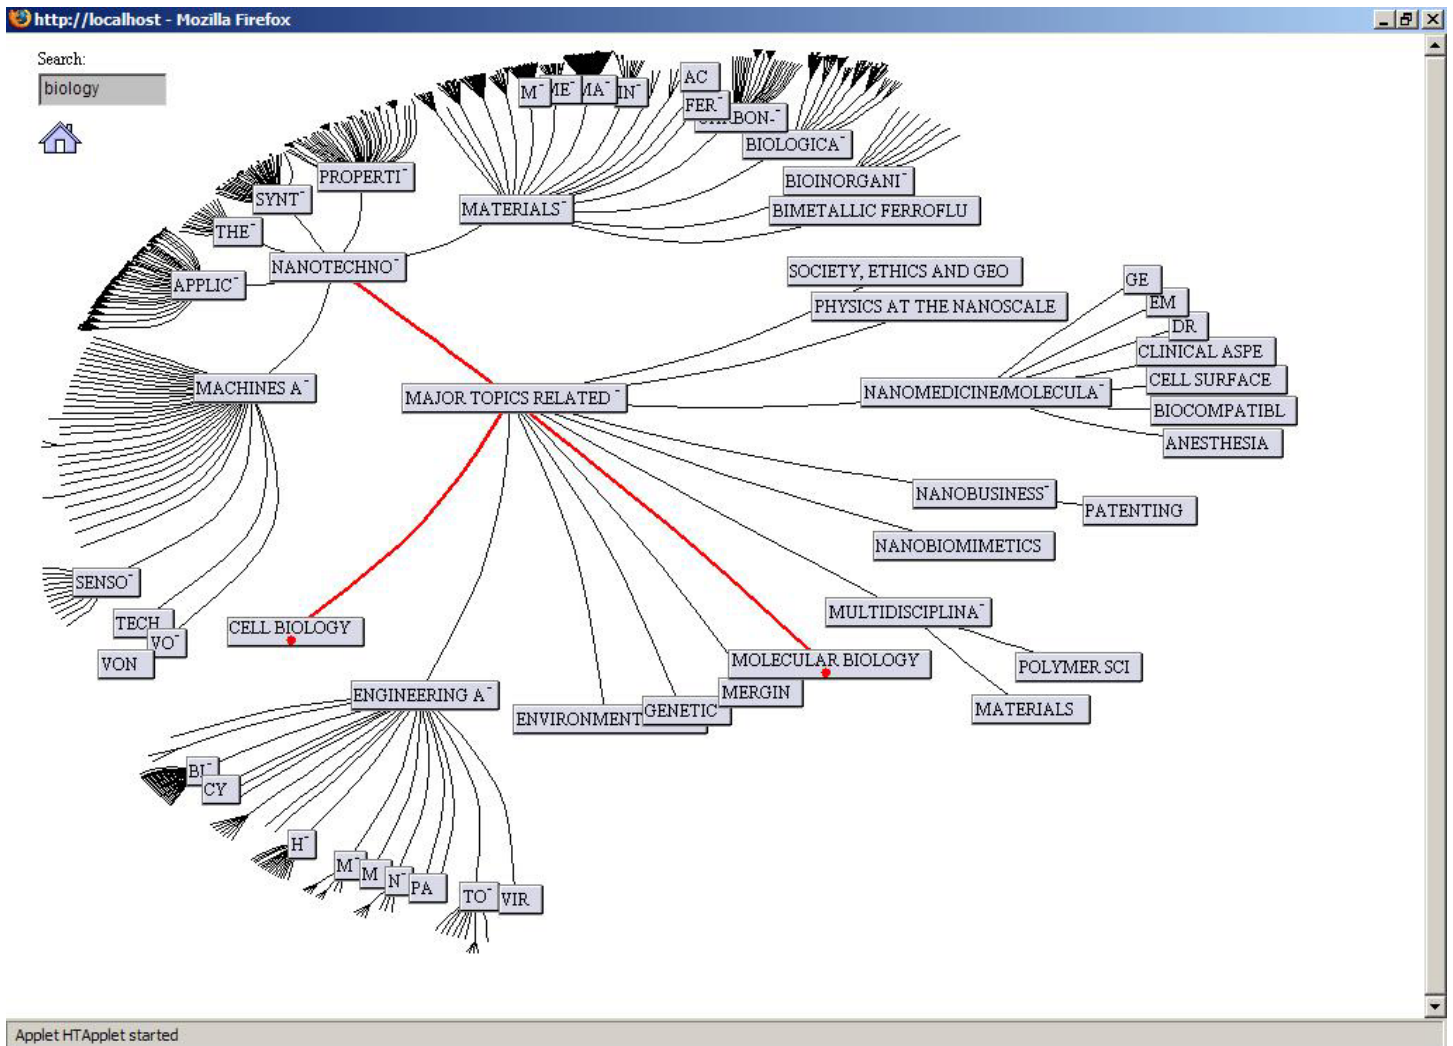 http://localhost - Mozilla Firefox
Search:
biology
AC
M¯
ME¯
MA¯
IN¯
FER¯
CARBON-¯
BIOLOGICA¯
PROPERTI¯
BIOINORGANI¯
SYNT¯
MATERIALS¯
BIMETALLIC FERROFLU
THE¯
NANOTECHNO¯
SOCIETY, ETHICS AND GEO
GE
APPLIC¯
EM
PHYSICS AT THE NANOSCALE
DR
CLINICAL ASPE
CELL SURFACE
MACHINES A¯
NANOMEDICINE/MOLECULA¯
MAJOR TOPICS RELATED ¯
BIOCOMPATIBL
ANESTHESIA
NANOBUSINESS¯
PATENTING
NANOBIOMIMETICS
SENSO¯
MULTIDISCIPLINA¯
TECH
CELL BIOLOGY
VO¯
VON
MOLECULAR BIOLOGY
POLYMER SCI
MERGIN
ENGINEERING A¯
GENETIC
MATERIALS
ENVIRONMENT
BI¯
CY
H¯
M¯
M
N¯
PA
TO¯
VIR
Applet HTApplet started